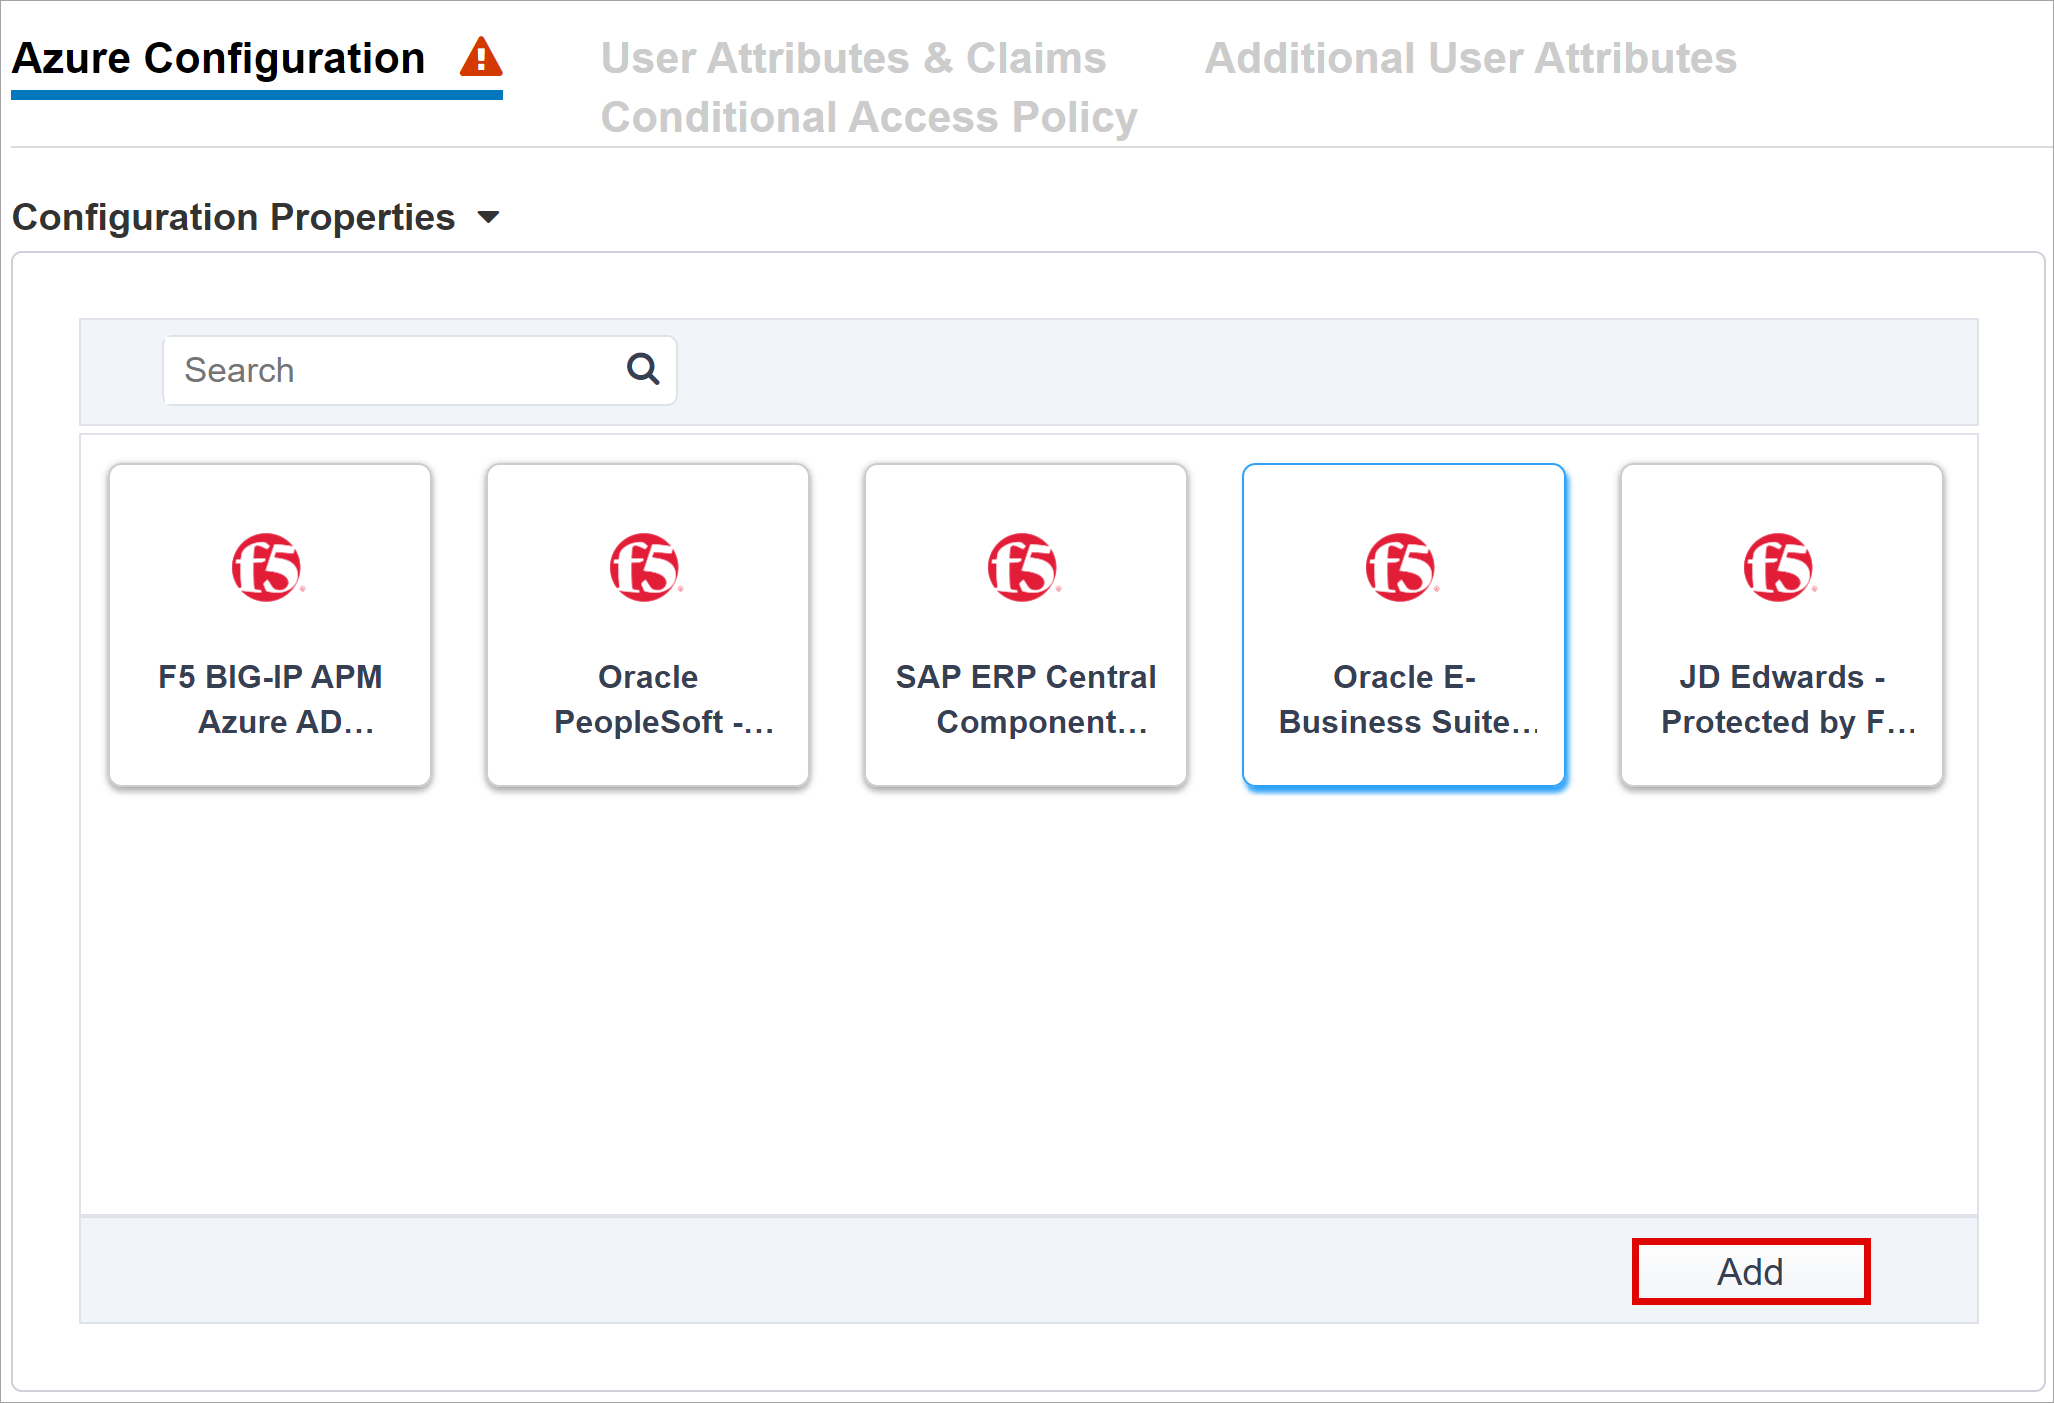 Azure Configuration
User Attributes & Claims
Additional User Attributes
Conditional Access Policy
Configuration Properties
Search
f5
F5 BIG-IP APM
Azure AD...
f5
Oracle
PeopleSoft -...
f5
SAP ERP Central
Component...
f5
Oracle E-
Business Suite...
f5
JD Edwards -
Protected by F...
Add